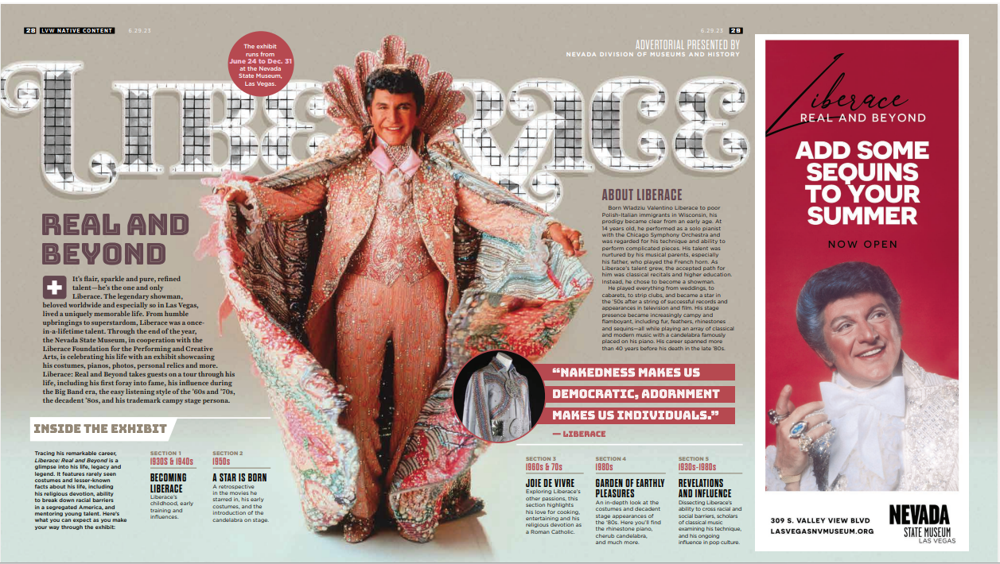 28 LVW NATIVE CONTENT 6.29.23
6.29.23 29
ADVERTORIAL PRESENTED BY
NEVADA DIVISION OF MUSEUMS AND HISTORY
The exhibit
runs from
June 24 to Dec. 31
at the Nevada
State Museum,
Las Vegas.
LIBERACE
REAL AND
BEYOND
It's flair, sparkle and pure, refined
talent—he's the one and only
Liberace. The legendary showman,
beloved worldwide and especially so in Las Vegas,
lived a uniquely memorable life. From humble
upbringings to superstardom, Liberace was a once-
in-a-lifetime talent. Through the end of the year,
the Nevada State Museum, in cooperation with the
Liberace Foundation for the Performing and Creative
Arts, is celebrating his life with an exhibit showcasing
his costumes, pianos, photos, personal relics and more.
Liberace: Real and Beyond takes guests on a tour through his
life, including his first foray into fame, his influence during
the Big Band era, the easy listening style of the '60s and '70s,
the decadent '80s, and his trademark campy stage persona.
ABOUT LIBERACE
Born Wladziu Valentino Liberace to poor
Polish-Italian immigrants in Wisconsin, his
prodigy became clear from an early age. At
14 years old, he performed as a solo pianist
with the Chicago Symphony Orchestra and
was regarded for his technique and ability to
perform complicated pieces. His talent was
nurtured by his musical parents, especially
his father, who played the French horn. As
Liberace's talent grew, the accepted path for
him was classical recitals and higher education.
Instead, he chose to become a showman.
He played everything from weddings, to
cabarets, to strip clubs, and became a star in
the '50s after a string of successful records and
appearances in television and film. His stage
presence became increasingly campy and
flamboyant, including fur, feathers, rhinestones
and sequins—all while playing an array of classical
and modern music with a candelabra famously
placed on his piano. His career spanned more
than 40 years before his death in the late '80s.
"NAKEDNESS MAKES US
DEMOCRATIC, ADORNMENT
MAKES US INDIVIDUALS."
— LIBERACE
INSIDE THE EXHIBIT
Tracing his remarkable career,
Liberace: Real and Beyond is a
glimpse into his life, legacy and
legend. It features rarely seen
costumes and lesser-known
facts about his life, including
his religious devotion, ability
to break down racial barriers
in a segregated America, and
mentoring young talent. Here's
what you can expect as you make
your way through the exhibit:
SECTION 1
1930S & 1940s
BECOMING
LIBERACE
Liberace's
childhood, early
training and
influences.
SECTION 2
1950s
A STAR IS BORN
A retrospective
in the movies he
starred in, his early
costumes, and the
introduction of the
candelabra on stage.
SECTION 3
1960s & 70s
JOIE DE VIVRE
Exploring Liberace's
other passions, this
section highlights
his love for cooking,
entertaining and his
religious devotion as
a Roman Catholic.
SECTION 4
1980s
GARDEN OF EARTHLY
PLEASURES
An in-depth look at the
costumes and decadent
stage appearances of
the '80s. Here you'll find
the rhinestone piano,
cherub candelabra,
and much more.
SECTION 5
1930s-1980s
REVELATIONS
AND INFLUENCE
Dissecting Liberace's
ability to cross racial and
social barriers, scholars
of classical music
examining his technique,
and his ongoing
influence in pop culture.
Liberace
REAL AND BEYOND
ADD SOME
SEQUINS
TO YOUR
SUMMER
NOW OPEN
309 S. VALLEY VIEW BLVD
LASVEGASNVMUSEUM.ORG
NEVADA
STATE MUSEUM
LAS VEGAS